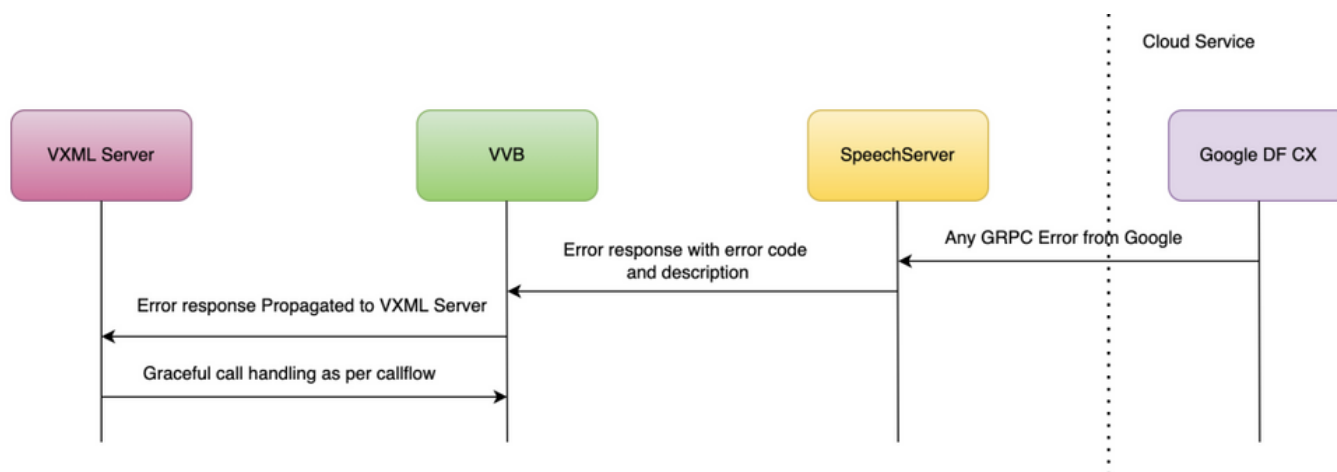 Cloud Service
VXML Server
VVB
SpeechServer
Google DF CX
Any GRPC Error from Google
Error response with error code
and description
Error response Propagated to VXML Server
Graceful call handling as per callflow